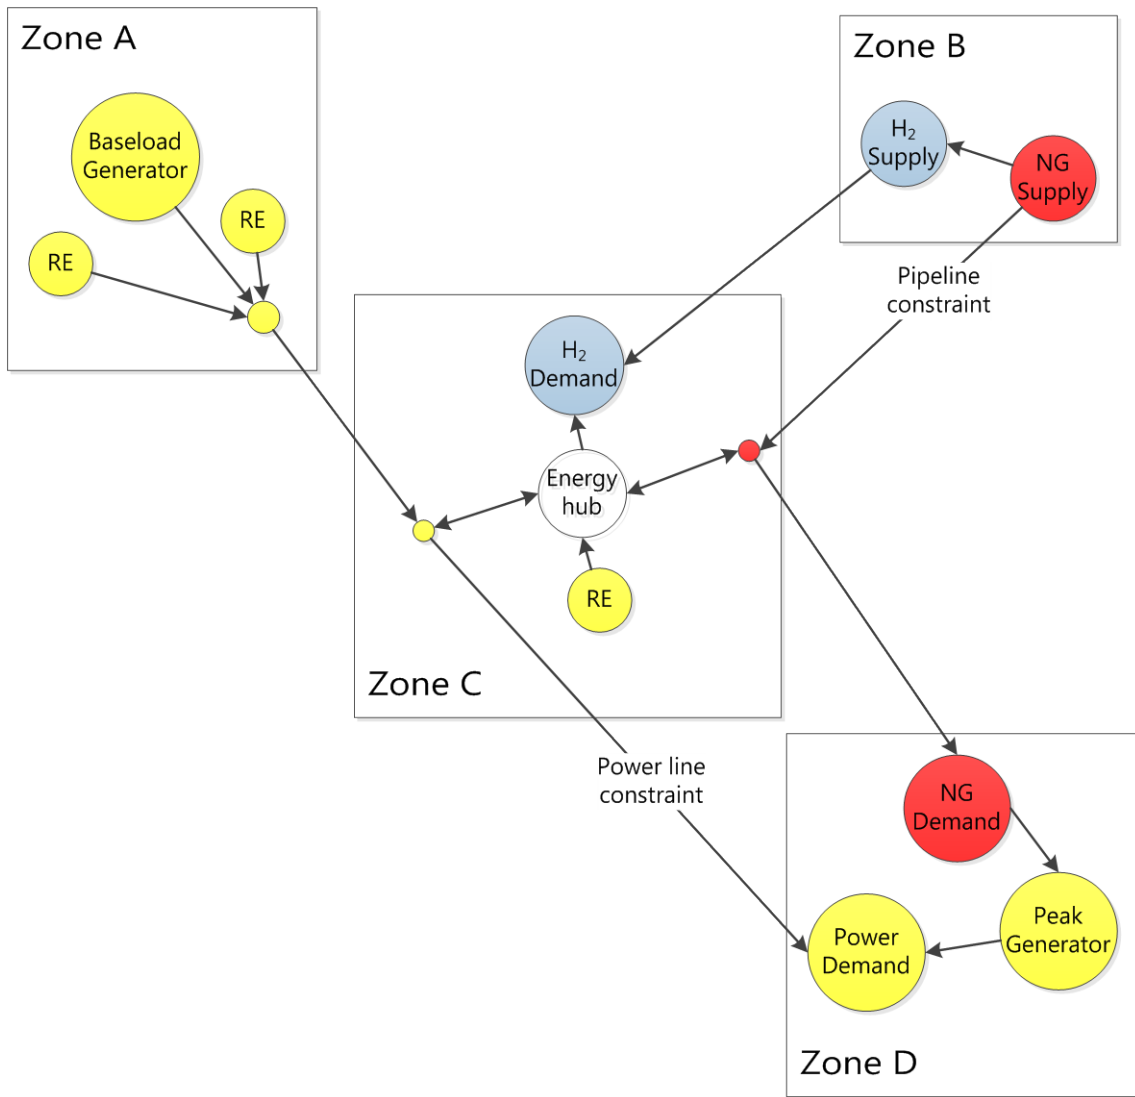 Zone A
Baseload
Generator
RE
RE
Zone B
H₂
Supply
NG
Supply
Pipeline
constraint
H₂
Demand
Energy
hub
RE
Zone C
Power line
constraint
NG
Demand
Peak
Generator
Power
Demand
Zone D